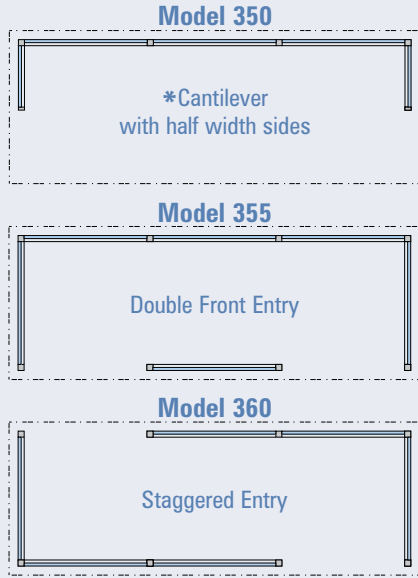 Model 350
*Cantilever
with half width sides
Model 355
Double Front Entry
Model 360
Staggered Entry